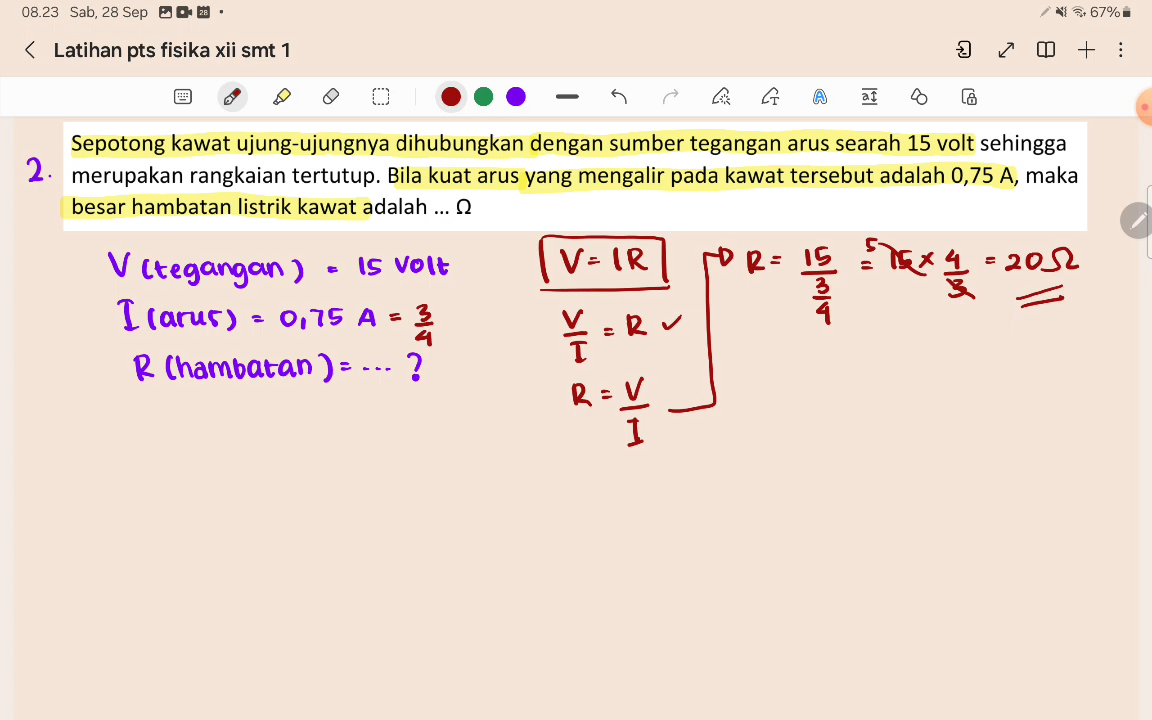 08.23 Sab, 28 Sep
67%
Latihan pts fisika xii smt 1
2.
Sepotong kawat ujung-ujungnya dihubungkan dengan sumber tegangan arus searah 15 volt sehingga
merupakan rangkaian tertutup. Bila kuat arus yang mengalir pada kawat tersebut adalah 0,75 A, maka
besar hambatan listrik kawat adalah ... Ω
V (tegangan) = 15 volt
I (arus) = 0,75 A = 3/4
R (hambatan) = ... ?
V = IR
V/I = R ✓
R = V/I
R = 15/(3/4) = 15 × 4/3 = 20 Ω
5